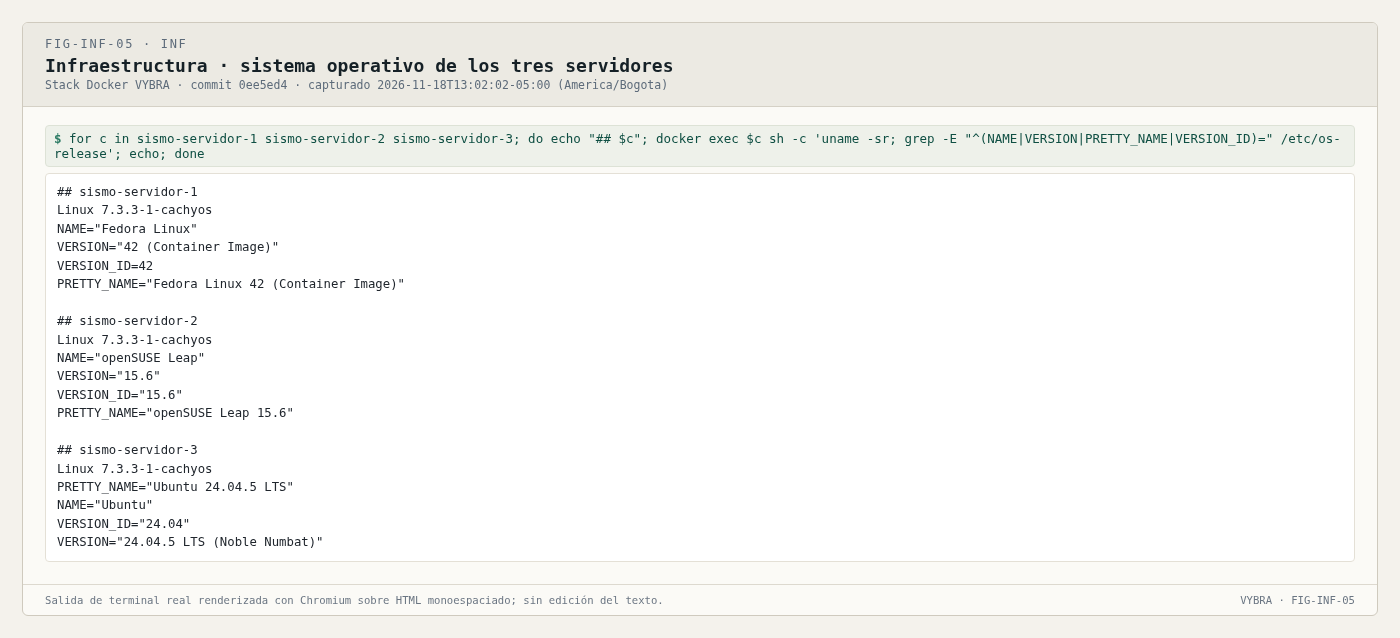 FIG-INF-05 · INF
Infraestructura · sistema operativo de los tres servidores
Stack Docker VYBRA · commit 0ee5ed4 · capturado 2026-11-18T13:02:02-05:00 (America/Bogota)
$ for c in sismo-servidor-1 sismo-servidor-2 sismo-servidor-3; do echo "## $c"; docker exec $c sh -c 'uname -sr; grep -E "^(NAME|VERSION|PRETTY_NAME|VERSION_ID)=" /etc/os-
release'; echo; done
## sismo-servidor-1
Linux 7.3.3-1-cachyos
NAME="Fedora Linux"
VERSION="42 (Container Image)"
VERSION_ID=42
PRETTY_NAME="Fedora Linux 42 (Container Image)"
## sismo-servidor-2
Linux 7.3.3-1-cachyos
NAME="openSUSE Leap"
VERSION="15.6"
VERSION_ID="15.6"
PRETTY_NAME="openSUSE Leap 15.6"
## sismo-servidor-3
Linux 7.3.3-1-cachyos
PRETTY_NAME="Ubuntu 24.04.5 LTS"
NAME="Ubuntu"
VERSION_ID="24.04"
VERSION="24.04.5 LTS (Noble Numbat)"
Salida de terminal real renderizada con Chromium sobre HTML monoespaciado; sin edición del texto.
VYBRA · FIG-INF-05